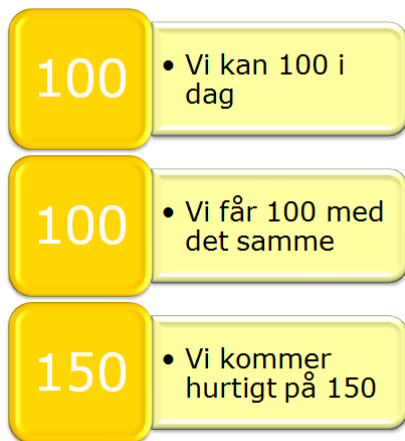 100
• Vi kan 100 i
dag
100
• Vi får 100 med
det samme
150
• Vi kommer
hurtigt på 150